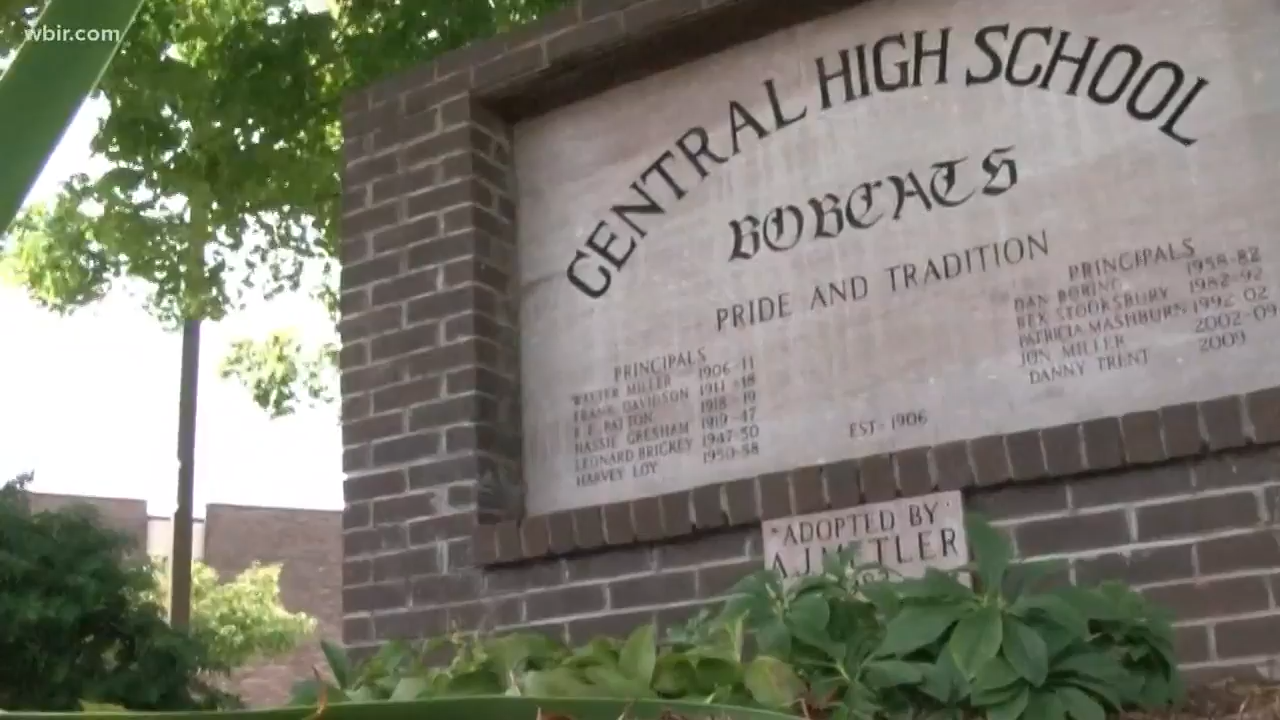 wbir.com
CENTRAL HIGH SCHOOL
BOBCATS
PRIDE AND TRADITION
PRINCIPALS
WALTER MILLER 1906-11
FRANK DAVIDSON 1911-18
PATTON 1918-19
HASSIE GRESHAM 1919-47
LEONARD BRICKEY 1947-50
HARVEY LOY 1950-58
PRINCIPALS
DAN BORING 1958-82
BEX STOOKSBURY 1982-92
PATRICIA MASHBURN 1992-02
JON MILLER 2002-09
DANNY TRENT 2009
EST-1906
"ADOPTED BY
A.J. METLER